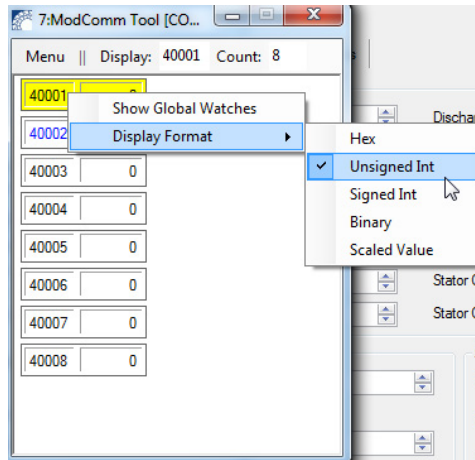 7:ModComm Tool [CO...
Menu || Display: 40001 Count: 8
40001
Show Global Watches
Discha
40002 Display Format
Hex
40003 0 Unsigned Int
40004 0 Signed Int
Binary
40005 0 Scaled Value
40006 0 Stator
40007 0 Stator
40008 0